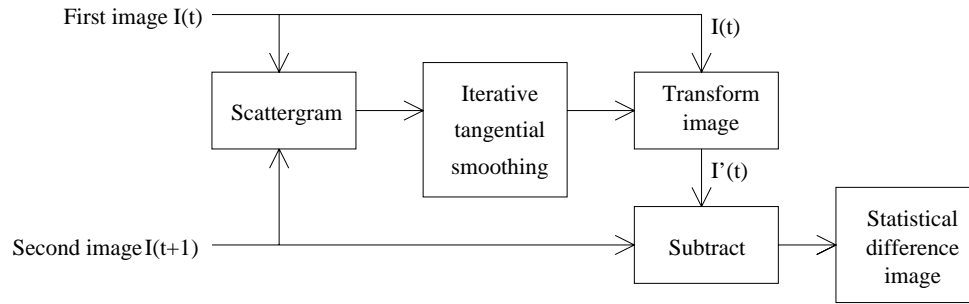 First image I(t)
I(t)
Scattergram
Iterative
tangential
smoothing
Transform
image
I'(t)
Second image I(t+1)
Subtract
Statistical
difference
image